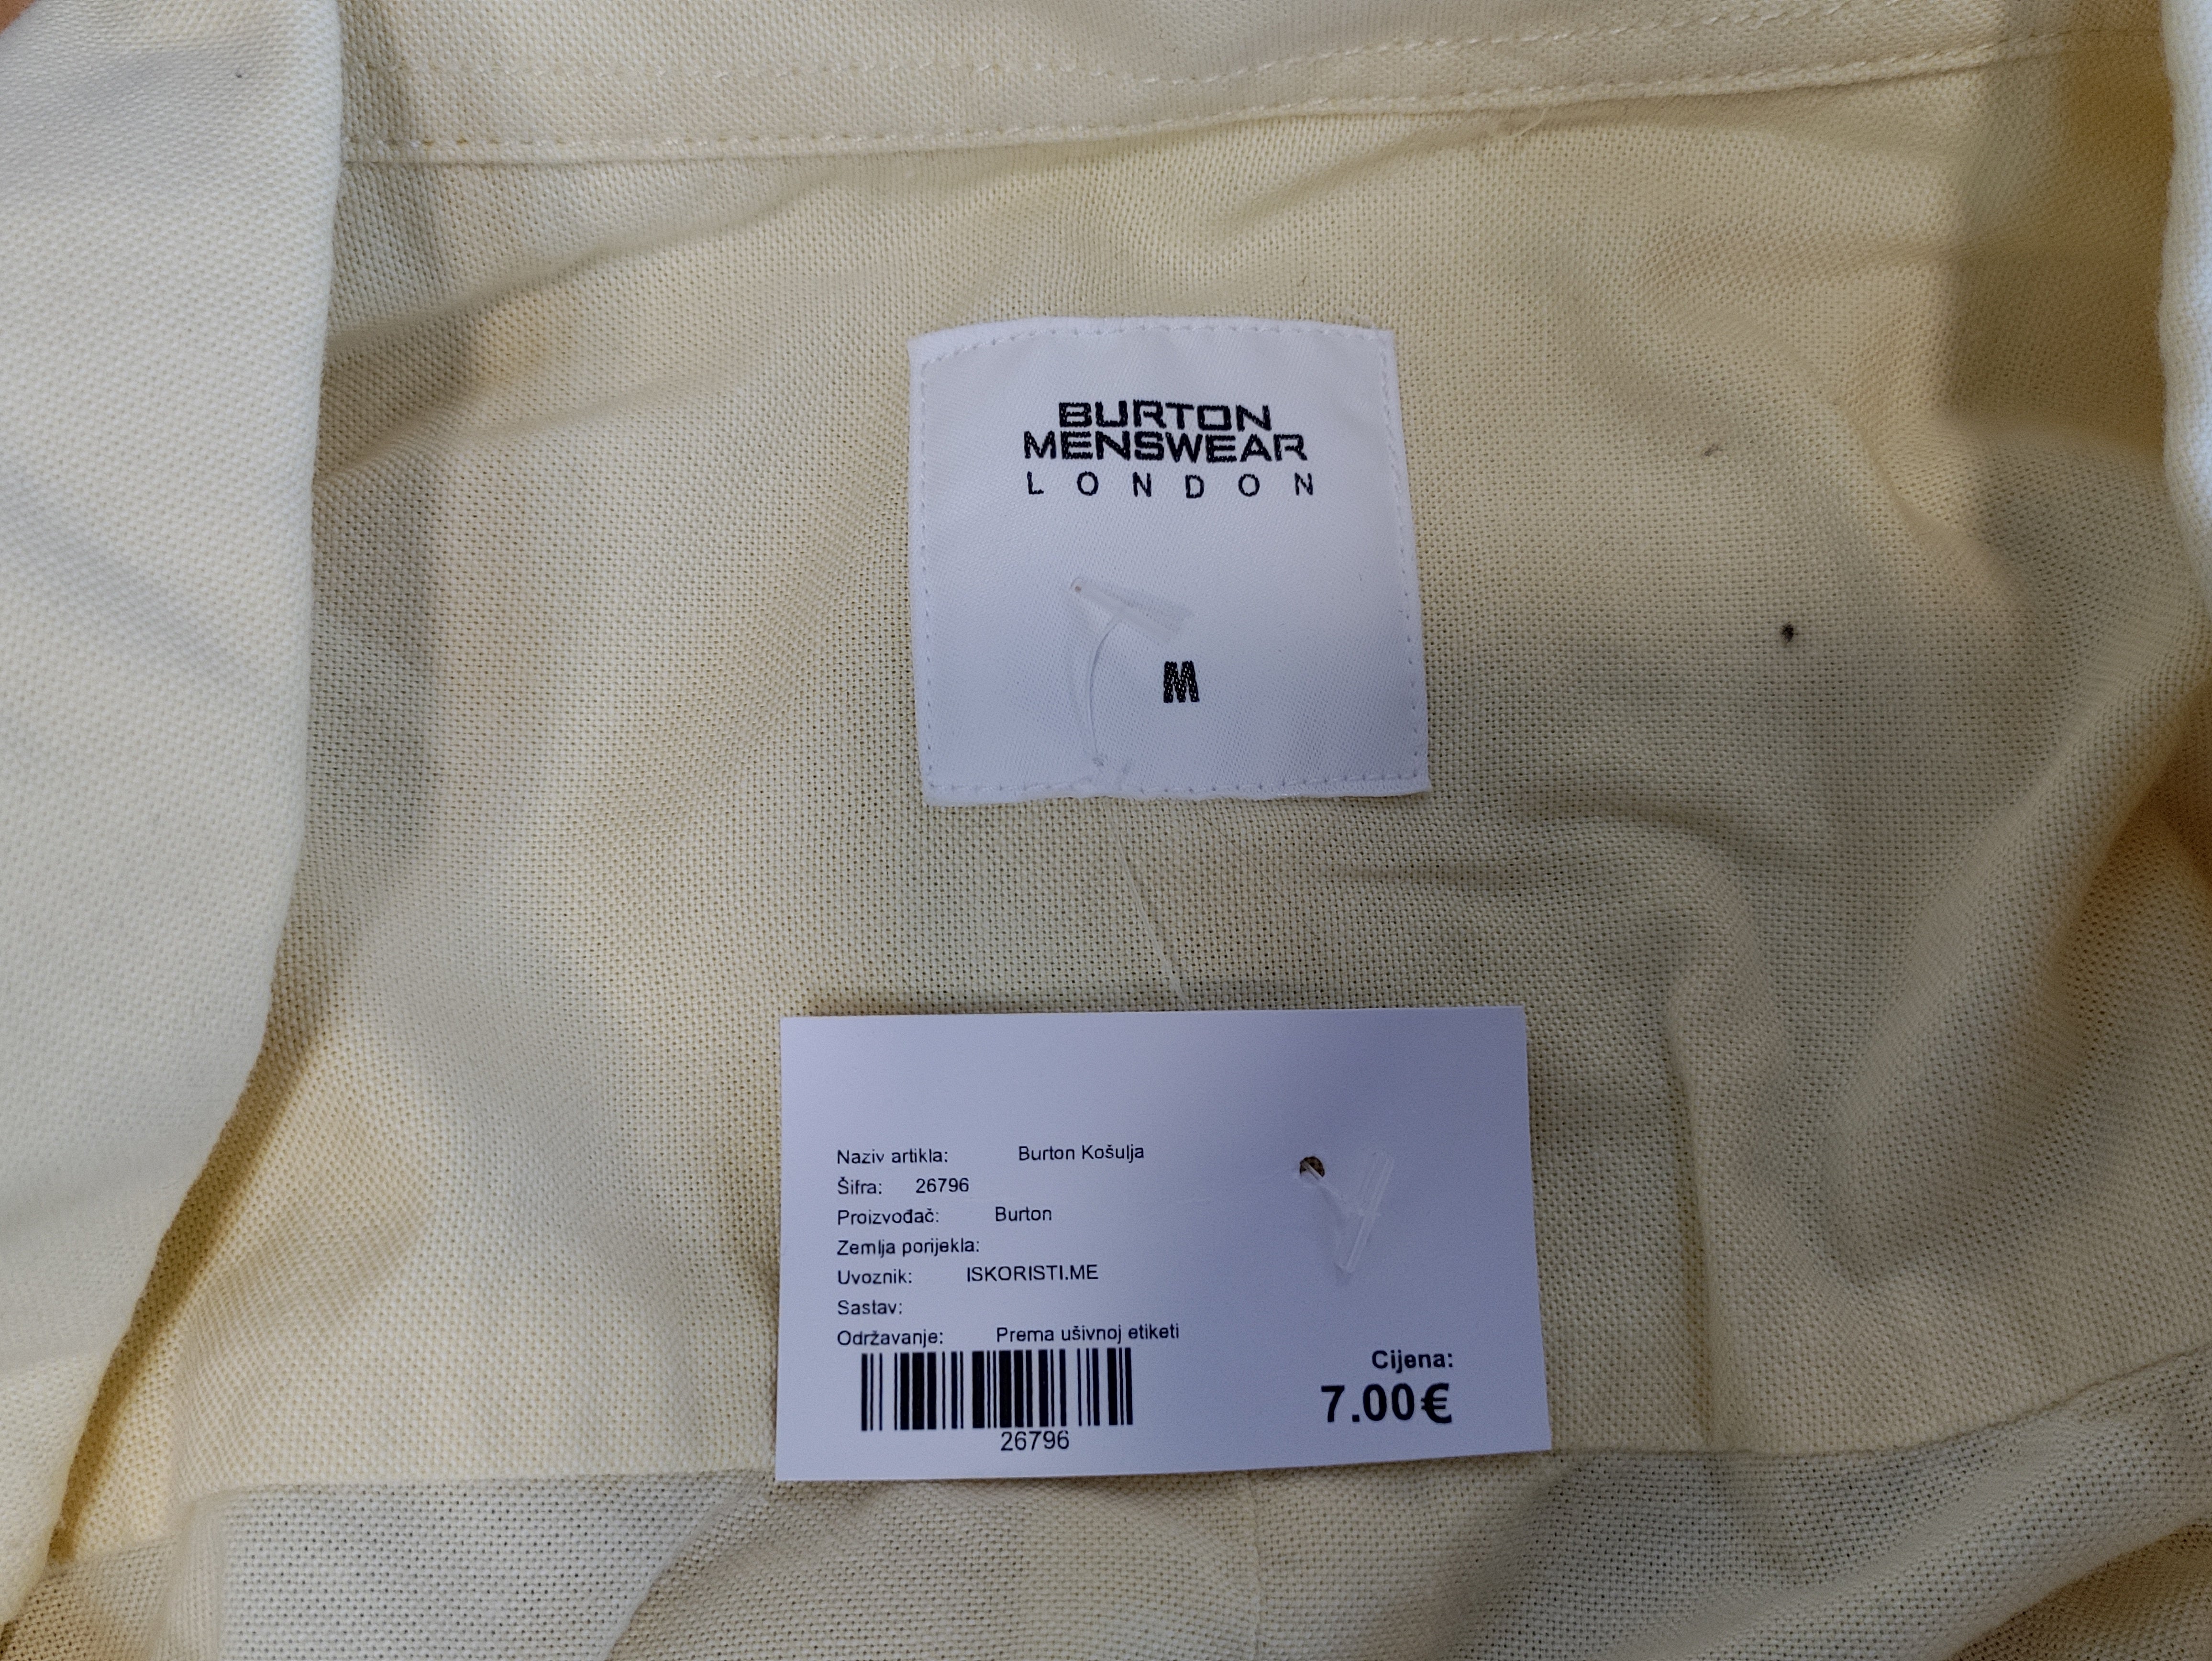 BURTON
MENSWEAR
LONDON
M
Naziv artikla: Burton Košulja
Šifra: 26796
Proizvođač: Burton
Zemlja porijekla:
Uvoznik: ISKORISTI.ME
Sastav:
Održavanje: Prema ušivnoj etiketi
26796
Cijena:
7.00€